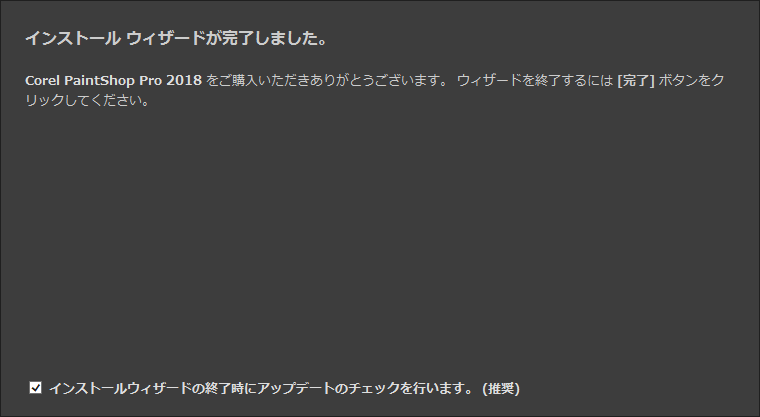 インストール ウィザードが完了しました。
Corel PaintShop Pro 2018 をご購入いただきありがとうございます。 ウィザードを終了するには [完了] ボタンをク
リックしてください。
インストールウィザードの終了時にアップデートのチェックを行います。 (推奨)